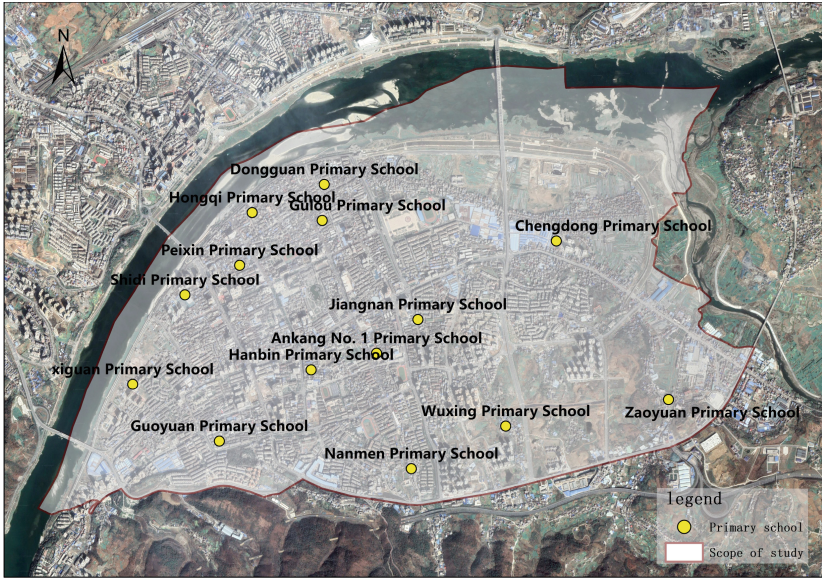 N
Dongguan Primary School
Hongqi Primary School
Gulou Primary School
Chengdong Primary School
Peixin Primary School
Shidi Primary School
Jiangnan Primary School
Ankang No. 1 Primary School
Hanbin Primary School
xiguan Primary School
Wuxing Primary School
Zaoyuan Primary School
Guoyuan Primary School
Nanmen Primary School
legend
Primary school
Scope of study